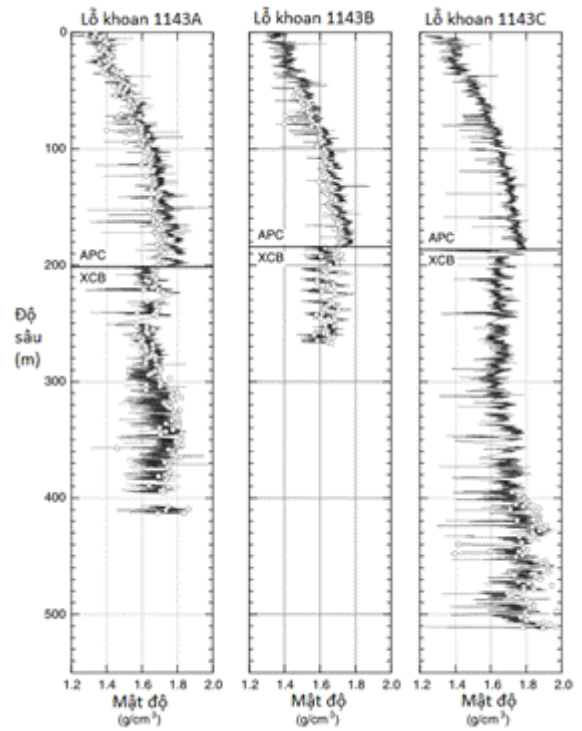 Lỗ khoan 1143A Lỗ khoan 1143B Lỗ khoan 1143C
0
100
200
300
400
500
Độ
sâu
(m)
APC
XCB
APC
XCB
APC
XCB
1.2 1.4 1.6 1.8 2.0 1.2 1.4 1.6 1.8 2.0 1.2 1.4 1.6 1.8 2.0
Mật độ Mật độ Mật độ
(g/cm³) (g/cm³) (g/cm³)